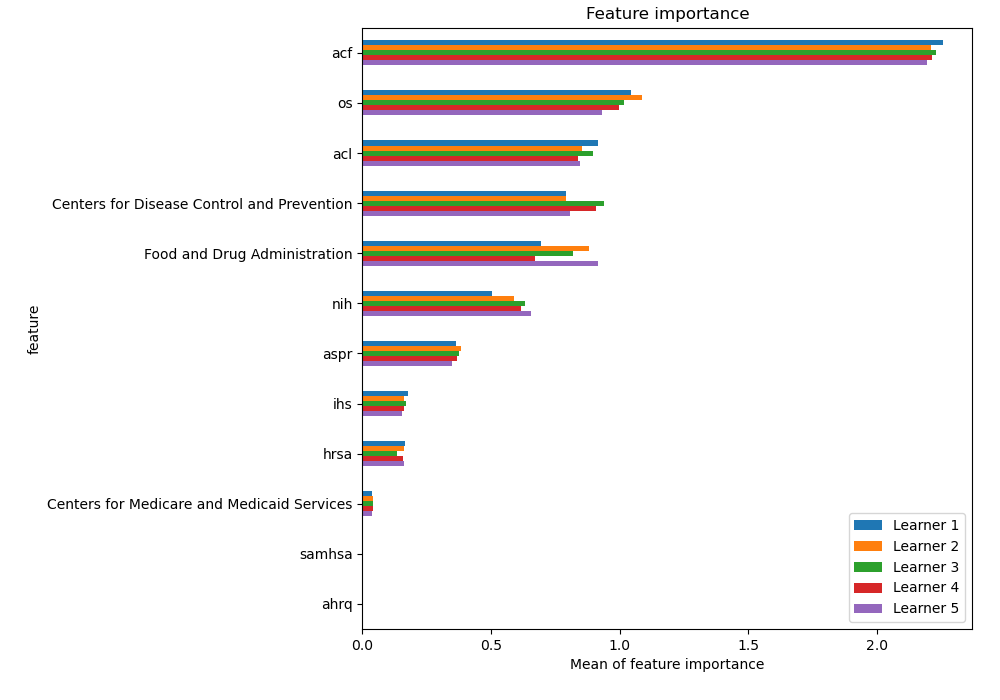 Feature importance
acf
os
acl
Centers for Disease Control and Prevention
Food and Drug Administration
nih
aspr
ihs
hrsa
Centers for Medicare and Medicaid Services
samhsa
ahrq
feature
Learner 1
Learner 2
Learner 3
Learner 4
Learner 5
0.0 0.5 1.0 1.5 2.0
Mean of feature importance